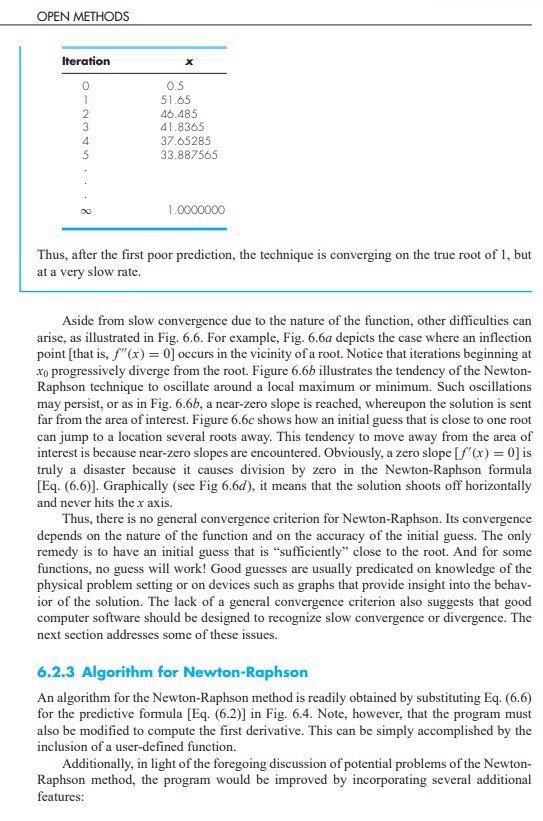 OPEN METHODS
Iteration x
0 0.5
1 51.65
2 46.485
3 41.8365
4 37.65285
5 33.887565
.
.
.
∞ 1.0000000
Thus, after the first poor prediction, the technique is converging on the true root of 1, but
at a very slow rate.
Aside from slow convergence due to the nature of the function, other difficulties can
arise, as illustrated in Fig. 6.6. For example, Fig. 6.6a depicts the case where an inflection
point [that is, f″(x) = 0] occurs in the vicinity of a root. Notice that iterations beginning at
x₀ progressively diverge from the root. Figure 6.6b illustrates the tendency of the Newton-
Raphson technique to oscillate around a local maximum or minimum. Such oscillations
may persist, or as in Fig. 6.6b, a near-zero slope is reached, whereupon the solution is sent
far from the area of interest. Figure 6.6c shows how an initial guess that is close to one root
can jump to a location several roots away. This tendency to move away from the area of
interest is because near-zero slopes are encountered. Obviously, a zero slope [f′(x) = 0] is
truly a disaster because it causes division by zero in the Newton-Raphson formula
[Eq. (6.6)]. Graphically (see Fig 6.6d), it means that the solution shoots off horizontally
and never hits the x axis.
Thus, there is no general convergence criterion for Newton-Raphson. Its convergence
depends on the nature of the function and on the accuracy of the initial guess. The only
remedy is to have an initial guess that is “sufficiently” close to the root. And for some
functions, no guess will work! Good guesses are usually predicated on knowledge of the
physical problem setting or on devices such as graphs that provide insight into the behav-
ior of the solution. The lack of a general convergence criterion also suggests that good
computer software should be designed to recognize slow convergence or divergence. The
next section addresses some of these issues.
6.2.3 Algorithm for Newton-Raphson
An algorithm for the Newton-Raphson method is readily obtained by substituting Eq. (6.6)
for the predictive formula [Eq. (6.2)] in Fig. 6.4. Note, however, that the program must
also be modified to compute the first derivative. This can be simply accomplished by the
inclusion of a user-defined function.
Additionally, in light of the foregoing discussion of potential problems of the Newton-
Raphson method, the program would be improved by incorporating several additional
features: